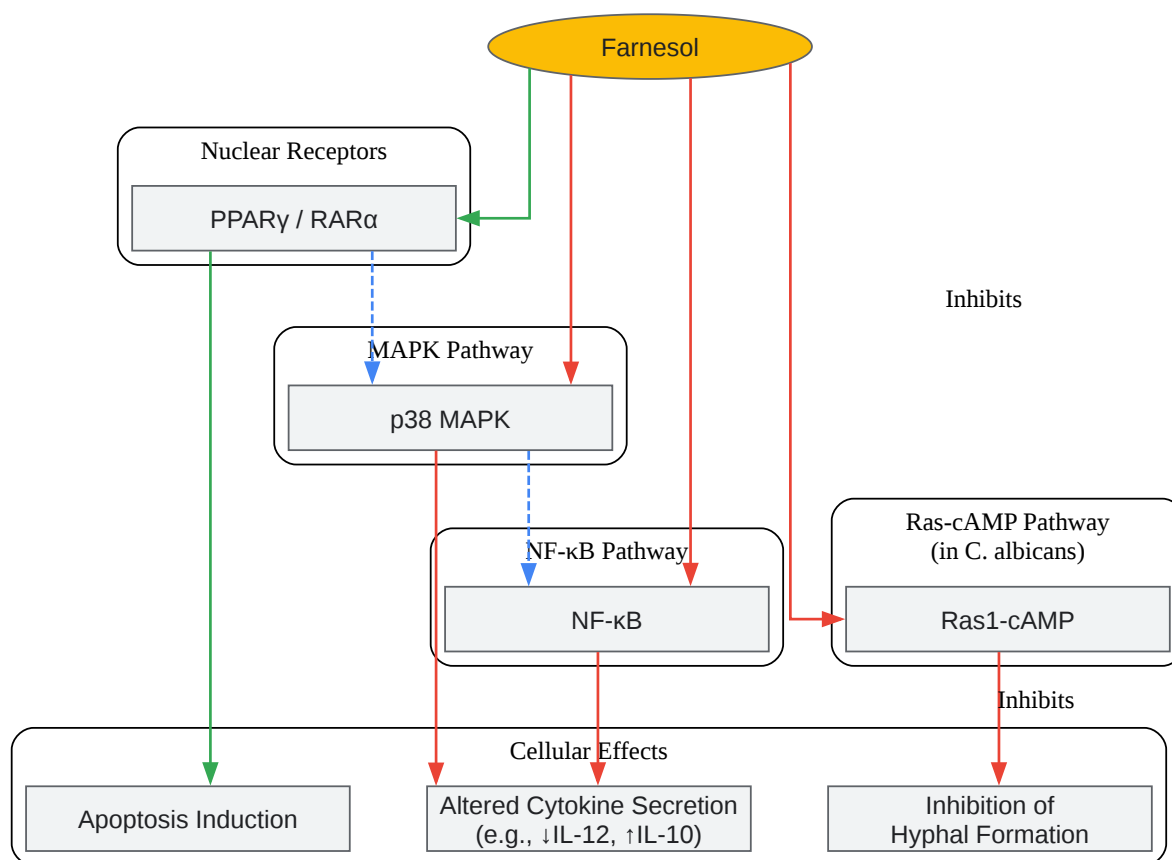 Farnesol
Nuclear Receptors
PPARγ / RARα
Inhibits
MAPK Pathway
p38 MAPK
NF-κB Pathway
NF-κB
Ras-cAMP Pathway
(in C. albicans)
Ras1-cAMP
Inhibits
Cellular Effects
Apoptosis Induction
Altered Cytokine Secretion
(e.g., ↓IL-12, ↑IL-10)
Inhibition of
Hyphal Formation